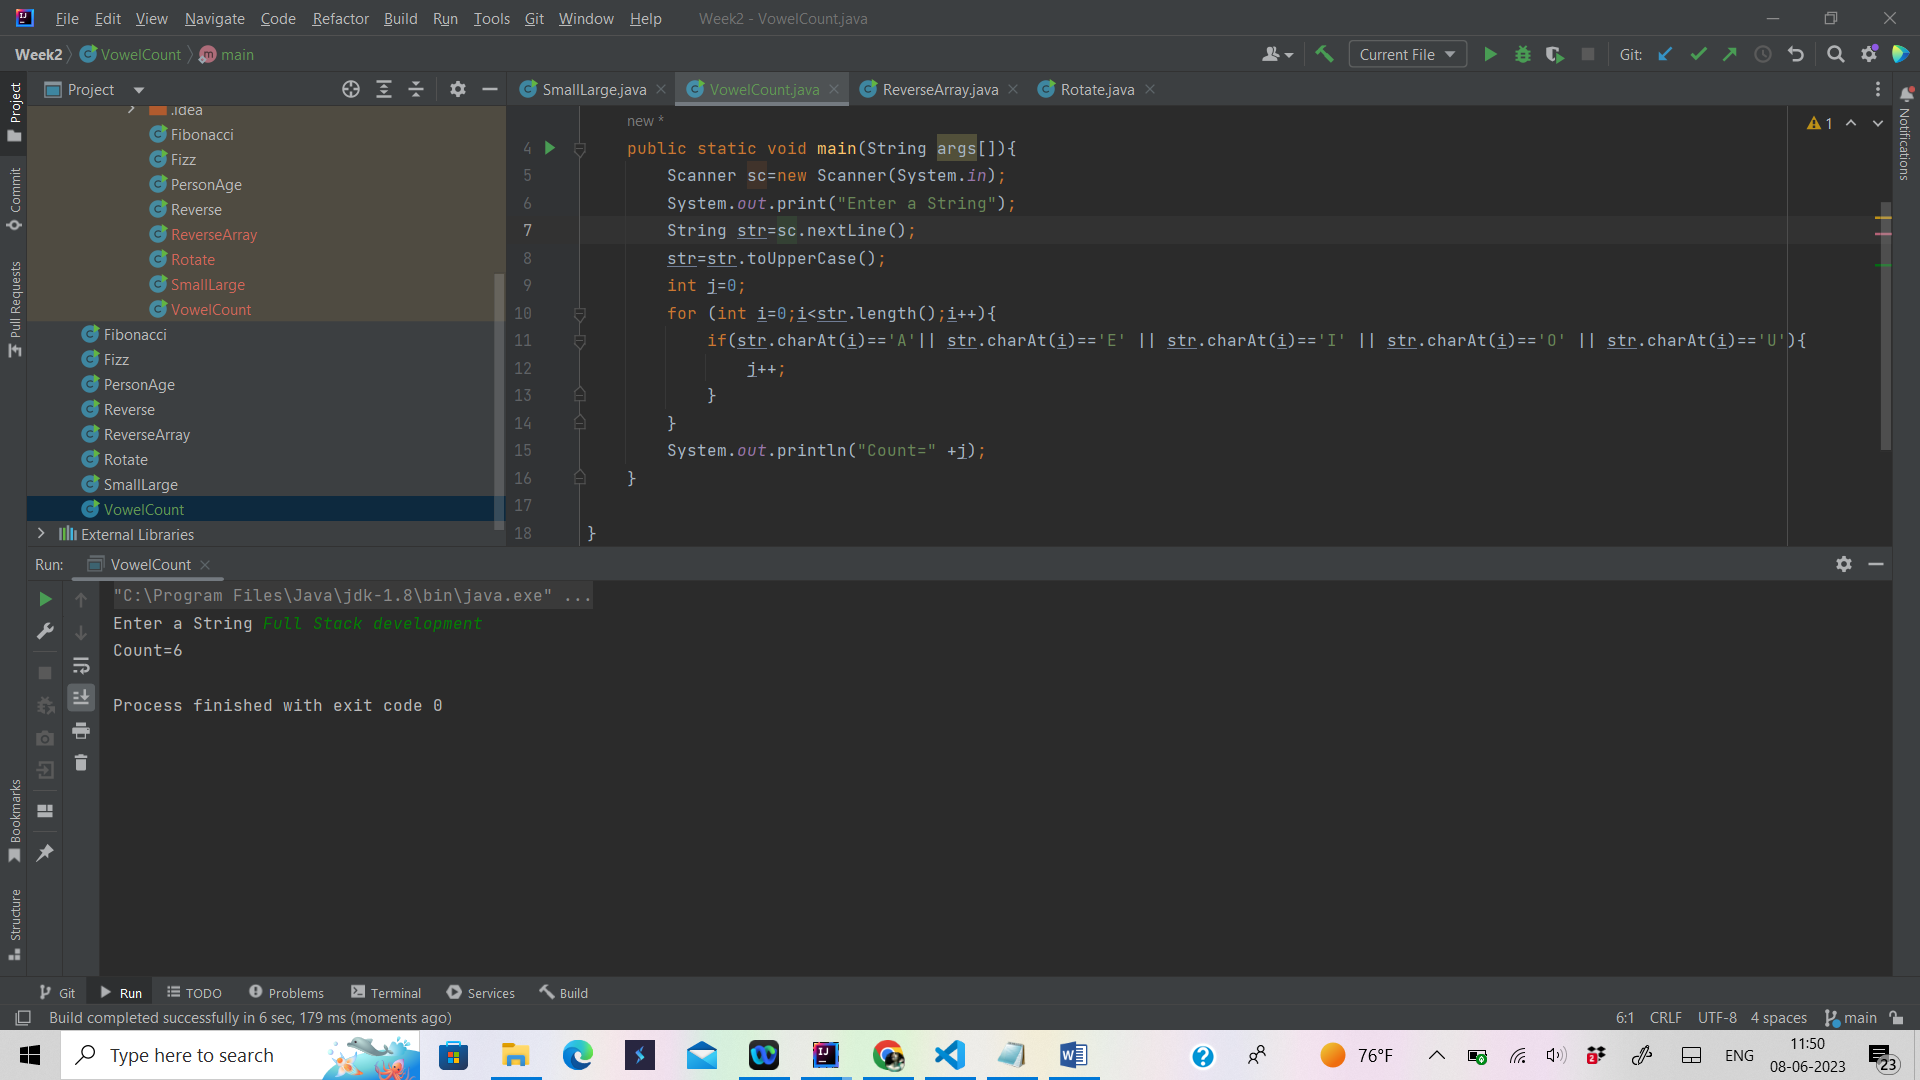 File Edit View Navigate Code Refactor Build Run Tools Git Window Help Week2 - VowelCount.java
Week2 VowelCount m main Current File Git:
Project SmallLarge.java VowelCount.java ReverseArray.java Rotate.java
Project
Commit
Pull Requests
Bookmarks
Structure
Notifications
.idea
Fibonacci
Fizz
PersonAge
Reverse
ReverseArray
Rotate
SmallLarge
VowelCount
Fibonacci
Fizz
PersonAge
Reverse
ReverseArray
Rotate
SmallLarge
VowelCount
External Libraries
new *
1
4 public static void main(String args[]){
5 Scanner sc=new Scanner(System.in);
6 System.out.print("Enter a String");
7 String str=sc.nextLine();
8 str=str.toUpperCase();
9 int j=0;
10 for (int i=0;i<str.length();i++){
11 if(str.charAt(i)=='A'|| str.charAt(i)=='E' || str.charAt(i)=='I' || str.charAt(i)=='O' || str.charAt(i)=='U'){
12 j++;
13 }
14 }
15 System.out.println("Count=" +j);
16 }
17
18 }
Run: VowelCount
"C:\Program Files\Java\jdk-1.8\bin\java.exe" ...
Enter a String Full Stack development
Count=6
Process finished with exit code 0
Git Run TODO Problems Terminal Services Build
Build completed successfully in 6 sec, 179 ms (moments ago) 6:1 CRLF UTF-8 4 spaces main
Type here to search 76°F ENG 11:50
08-06-2023 23